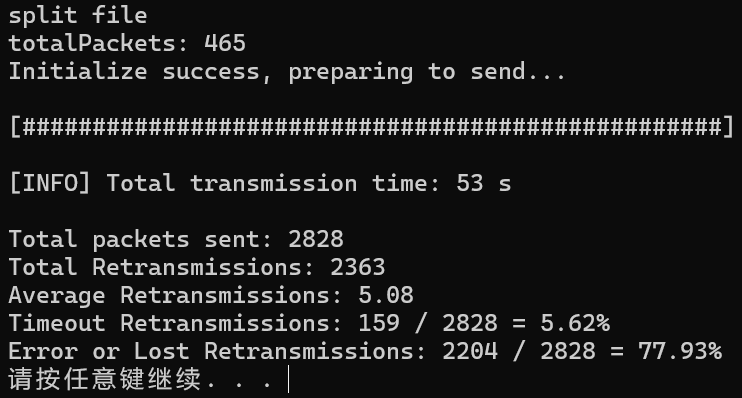 split file
totalPackets: 465
Initialize success, preparing to send...
[##################################################]
[INFO] Total transmission time: 53 s
Total packets sent: 2828
Total Retransmissions: 2363
Average Retransmissions: 5.08
Timeout Retransmissions: 159 / 2828 = 5.62%
Error or Lost Retransmissions: 2204 / 2828 = 77.93%
请按任意键继续. . .